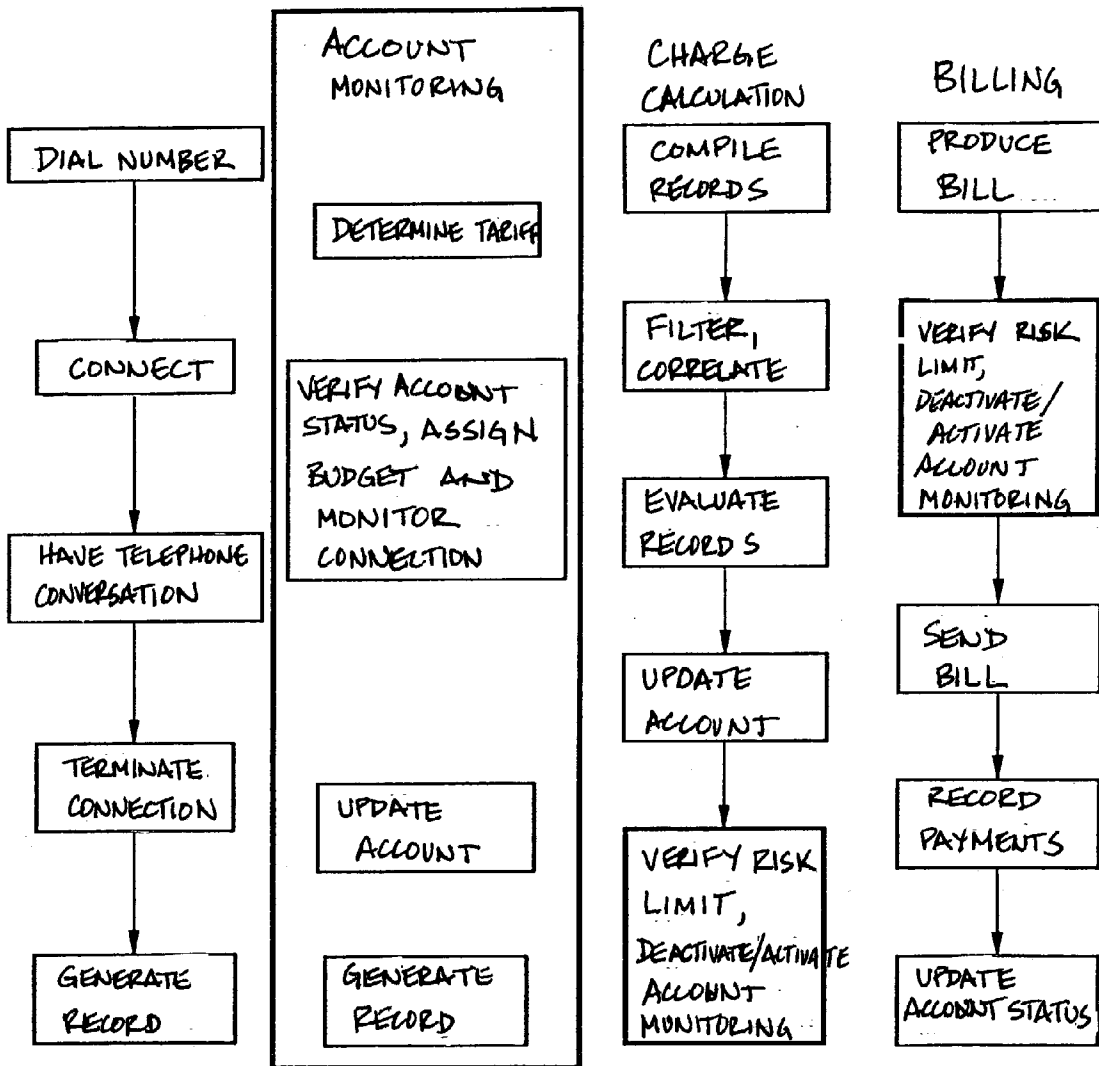 DIAL NUMBER
CONNECT
HAVE TELEPHONE
CONVERSATION
TERMINATE
CONNECTION
GENERATE
RECORD
ACCOUNT
MONITORING
DETERMINE TARIFF
VERIFY ACCOUNT
STATUS, ASSIGN
BUDGET AND
MONITOR
CONNECTION
UPDATE
ACCOUNT
GENERATE
RECORD
CHARGE
CALCULATION
COMPILE
RECORDS
FILTER,
CORRELATE
EVALUATE
RECORDS
UPDATE
ACCOUNT
VERIFY RISK
LIMIT,
DEACTIVATE/ACTIVATE
ACCOUNT
MONITORING
BILLING
PRODUCE
BILL
VERIFY RISK
LIMIT,
DEACTIVATE/
ACTIVATE
ACCOUNT
MONITORING
SEND
BILL
RECORD
PAYMENTS
UPDATE
ACCOUNT STATUS